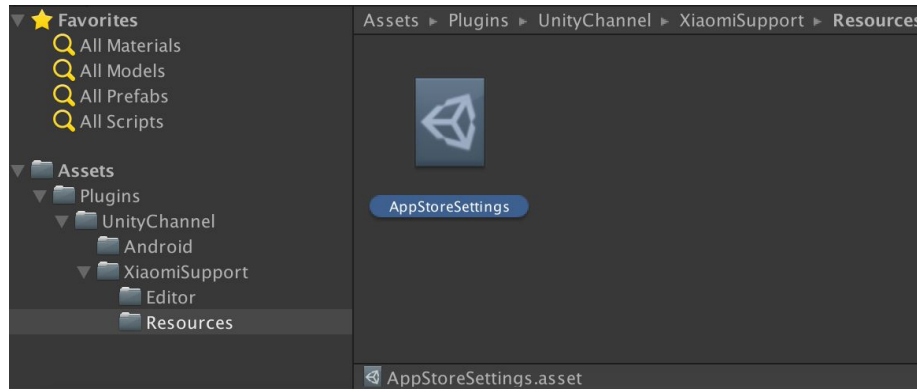 Favorites
All Materials
All Models
All Prefabs
All Scripts
Assets
Plugins
UnityChannel
Android
XiaomiSupport
Editor
Resources
Assets ▸ Plugins ▸ UnityChannel ▸ XiaomiSupport ▸ Resources
AppStoreSettings
AppStoreSettings.asset